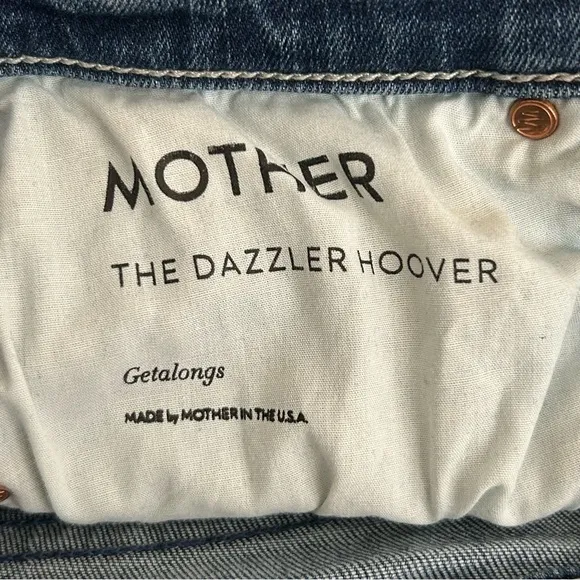 MOTHER
THE DAZZLER HOOVER
Getalongs
MADE by MOTHER IN THE U.S.A.